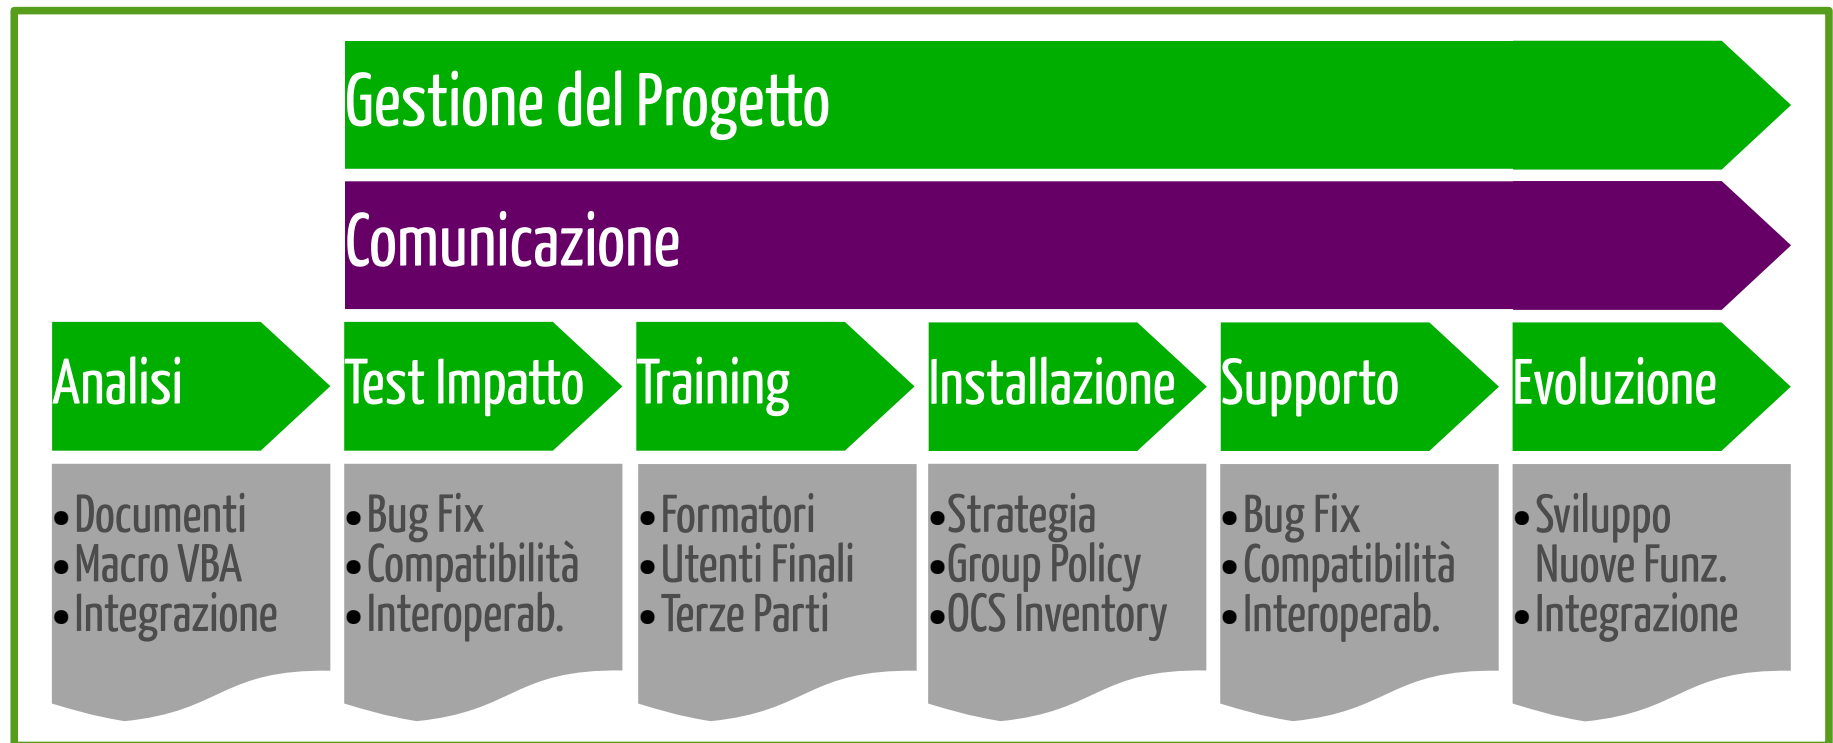 Gestione del Progetto
Comunicazione
Analisi
Test Impatto
Training
Installazione
Supporto
Evoluzione
•Documenti
•Macro VBA
•Integrazione
•Bug Fix
•Compatibilità
•Interoperab.
•Formatori
•Utenti Finali
•Terze Parti
•Strategia
•Group Policy
•OCS Inventory
•Bug Fix
•Compatibilità
•Interoperab.
•Sviluppo
Nuove Funz.
•Integrazione